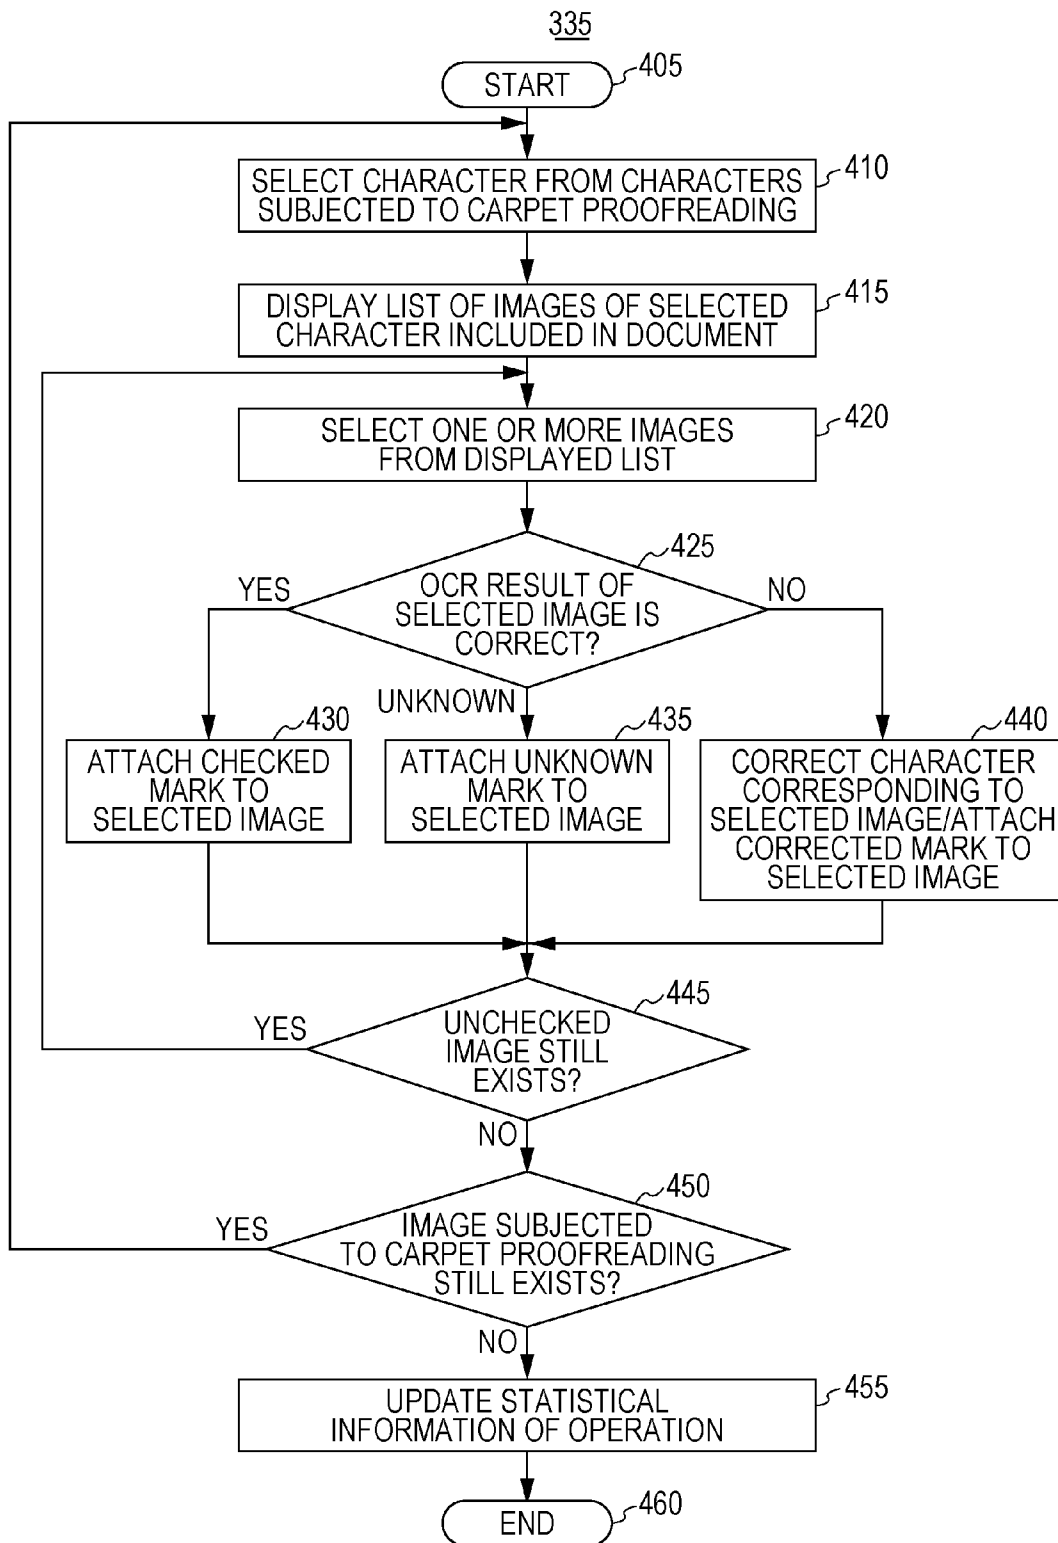 335
START
405
SELECT CHARACTER FROM CHARACTERS
SUBJECTED TO CARPET PROOFREADING
410
DISPLAY LIST OF IMAGES OF SELECTED
CHARACTER INCLUDED IN DOCUMENT
415
SELECT ONE OR MORE IMAGES
FROM DISPLAYED LIST
420
425
YES
OCR RESULT OF
SELECTED IMAGE IS
CORRECT?
NO
UNKNOWN
430
ATTACH CHECKED
MARK TO
SELECTED IMAGE
435
ATTACH UNKNOWN
MARK TO
SELECTED IMAGE
440
CORRECT CHARACTER
CORRESPONDING TO
SELECTED IMAGE/ATTACH
CORRECTED MARK TO
SELECTED IMAGE
445
YES
UNCHECKED
IMAGE STILL
EXISTS?
NO
450
YES
IMAGE SUBJECTED
TO CARPET PROOFREADING
STILL EXISTS?
NO
UPDATE STATISTICAL
INFORMATION OF OPERATION
455
END
460